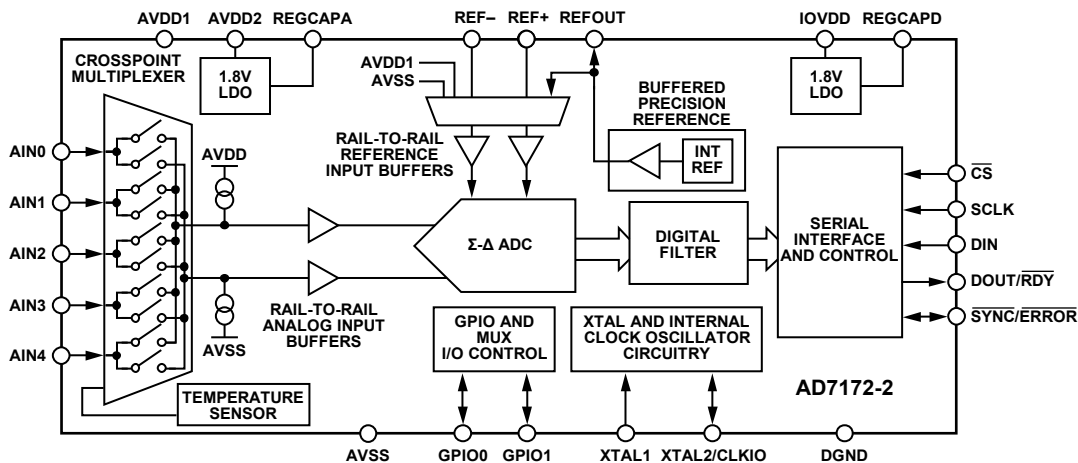 AVDD1 AVDD2 REGCAPA REF– REF+ REFOUT IOVDD REGCAPD
CROSSPOINT
MULTIPLEXER
1.8V
LDO
AVDD1
AVSS
BUFFERED
PRECISION
REFERENCE
INT
REF
1.8V
LDO
RAIL-TO-RAIL
REFERENCE
INPUT BUFFERS
AIN0
AIN1
AIN2
AIN3
AIN4
AVDD
AVSS
RAIL-TO-RAIL
ANALOG INPUT
BUFFERS
Σ-Δ ADC
DIGITAL
FILTER
SERIAL
INTERFACE
AND CONTROL
CS
SCLK
DIN
DOUT/RDY
SYNC/ERROR
GPIO AND
MUX
I/O CONTROL
XTAL AND INTERNAL
CLOCK OSCILLATOR
CIRCUITRY
TEMPERATURE
SENSOR
AD7172-2
AVSS GPIO0 GPIO1 XTAL1 XTAL2/CLKIO DGND